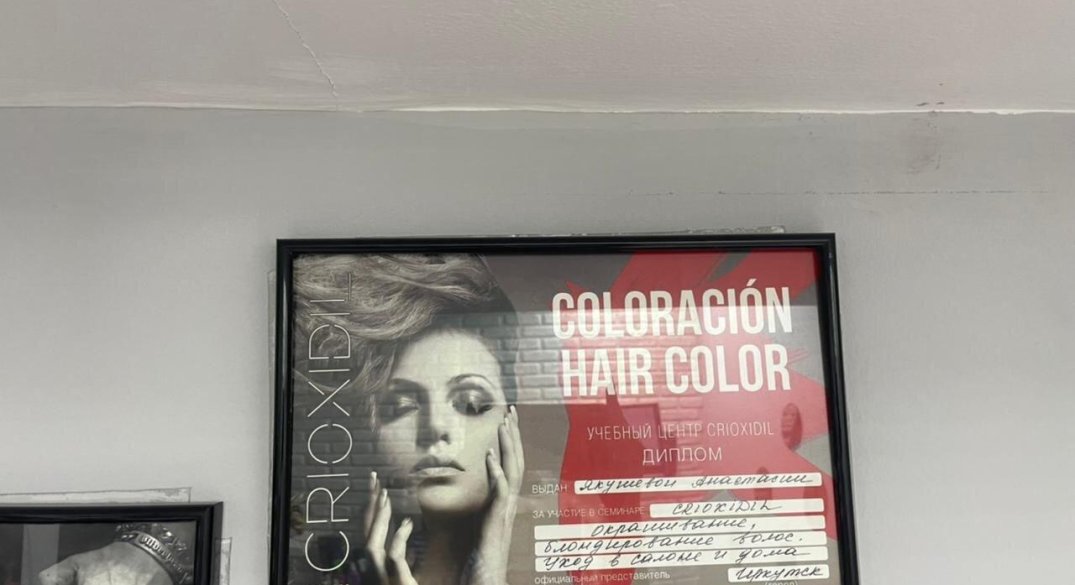 CRIOXIDIL
COLORACIÓN
HAIR COLOR
УЧЕБНЫЙ ЦЕНТР CRIOXIDIL
ДИПЛОМ
ВЫДАН Якушевой Анастасии
ЗА УЧАСТИЕ В СЕМИНАРЕ CRIOXIDIL
окрашивание,
блондирование волос.
Уход в салоне и дома
официальный представитель Иркутск